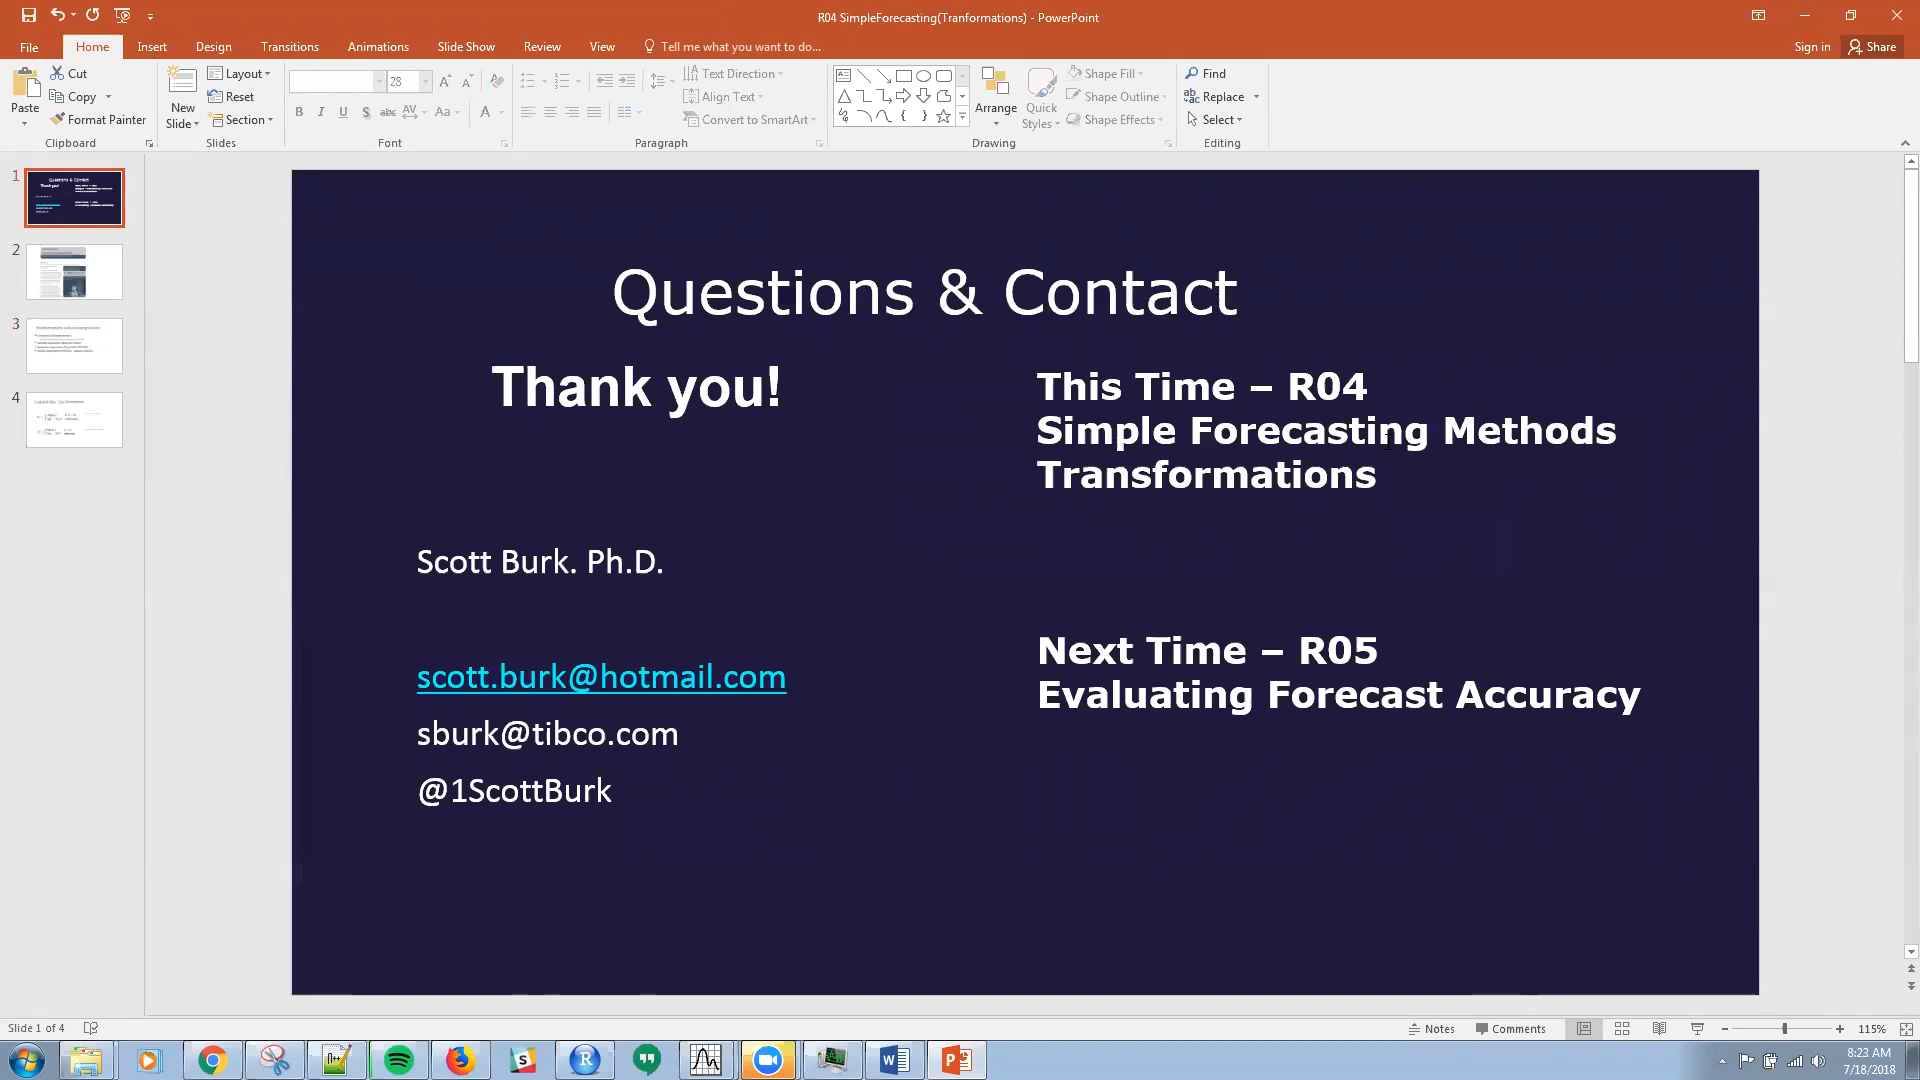 R04 SimpleForecasting(Tranformations) - PowerPoint
File Home Insert Design Transitions Animations Slide Show Review View Tell me what you want to do... Sign in Share
Paste
Cut
Copy
Format Painter
Clipboard
New Slide
Layout
Reset
Section
Slides
28
Font
Text Direction
Align Text
Convert to SmartArt
Paragraph
Arrange
Quick Styles
Shape Fill
Shape Outline
Shape Effects
Drawing
Find
Replace
Select
Editing
1
2
3
4
Questions & Contact
Thank you!
Scott Burk. Ph.D.
scott.burk@hotmail.com
sburk@tibco.com
@1ScottBurk
This Time – R04
Simple Forecasting Methods
Transformations
Next Time – R05
Evaluating Forecast Accuracy
Slide 1 of 4
Notes Comments 115%
8:23 AM
7/18/2018